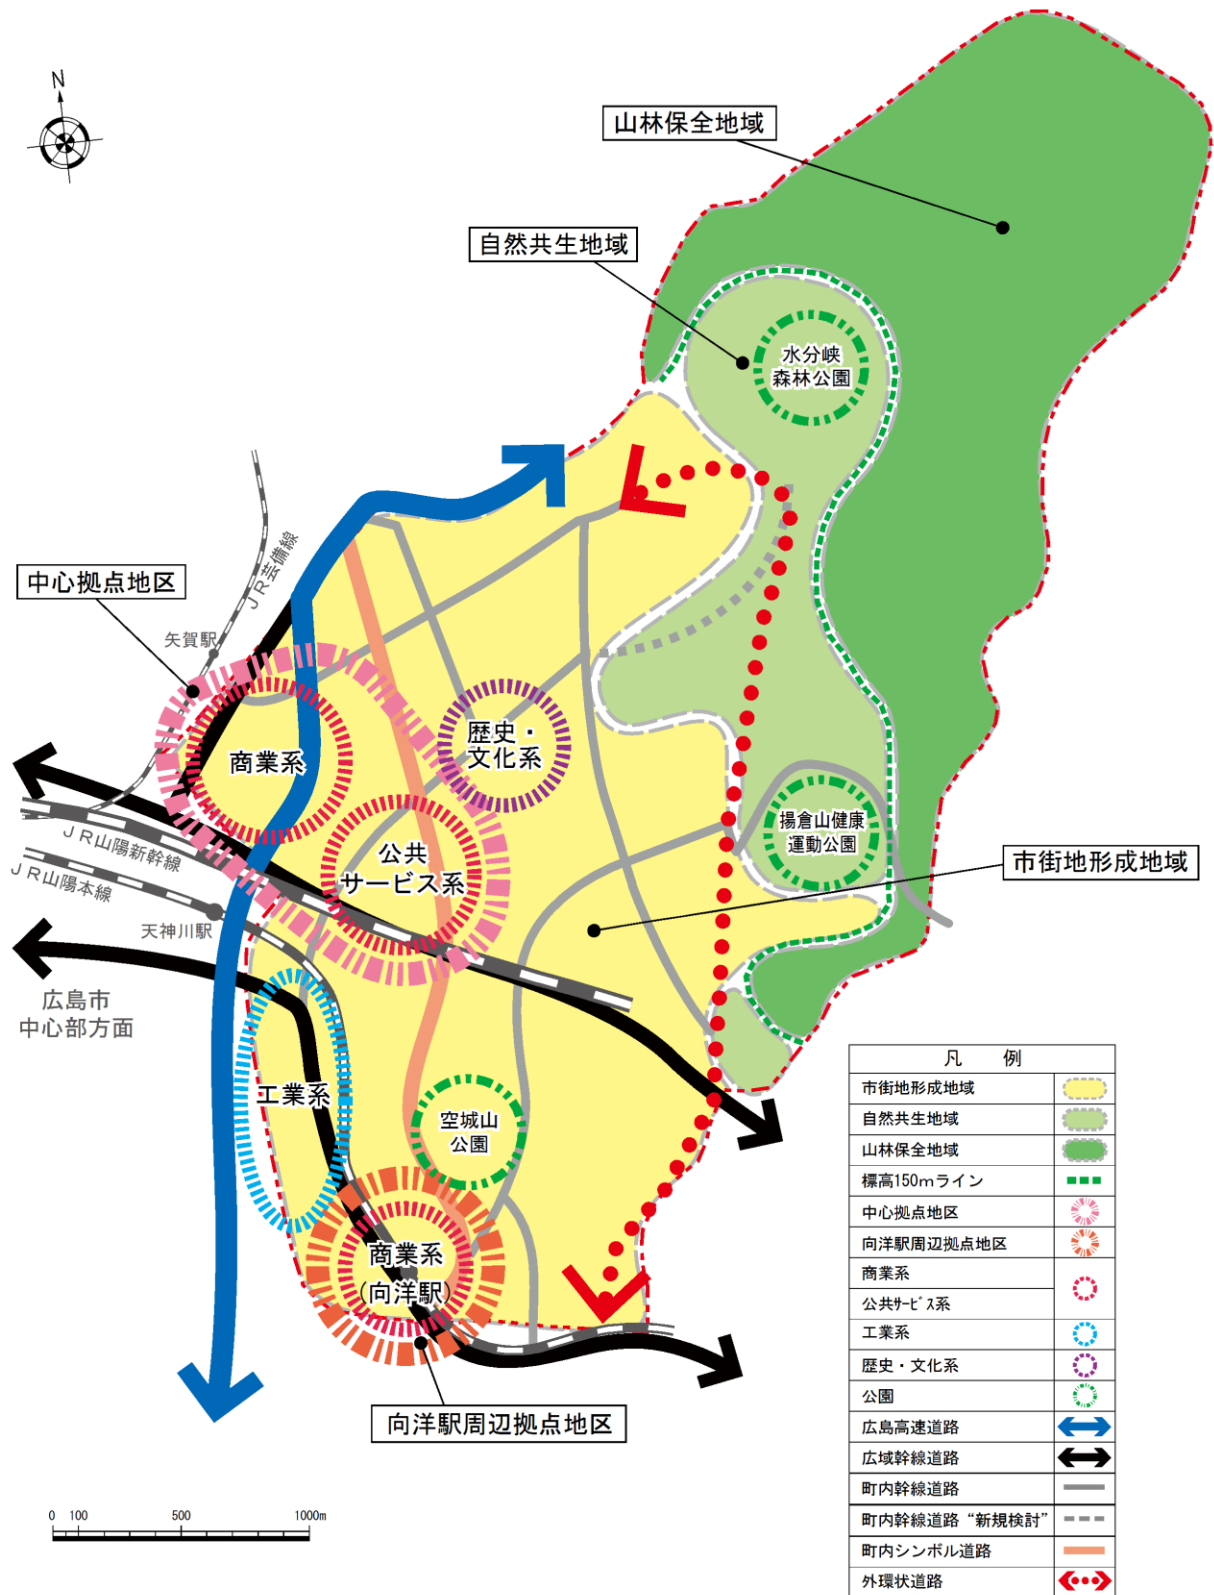 N
山林保全地域
自然共生地域
水分峡
森林公園
JR芸備線
中心拠点地区
矢賀駅
歴史・
文化系
商業系
揚倉山健康
運動公園
公共
サービス系
JR山陽新幹線
JR山陽本線
市街地形成地域
天神川駅
広島市
中心部方面
工業系
空城山
公園
商業系
(向洋駅)
向洋駅周辺拠点地区
凡　例
市街地形成地域
自然共生地域
山林保全地域
標高150mライン
中心拠点地区
向洋駅周辺拠点地区
商業系
公共ｻｰﾋﾞｽ系
工業系
歴史・文化系
公園
広島高速道路
広域幹線道路
町内幹線道路
町内幹線道路“新規検討”
町内シンボル道路
外環状道路
0 100 500 1000m